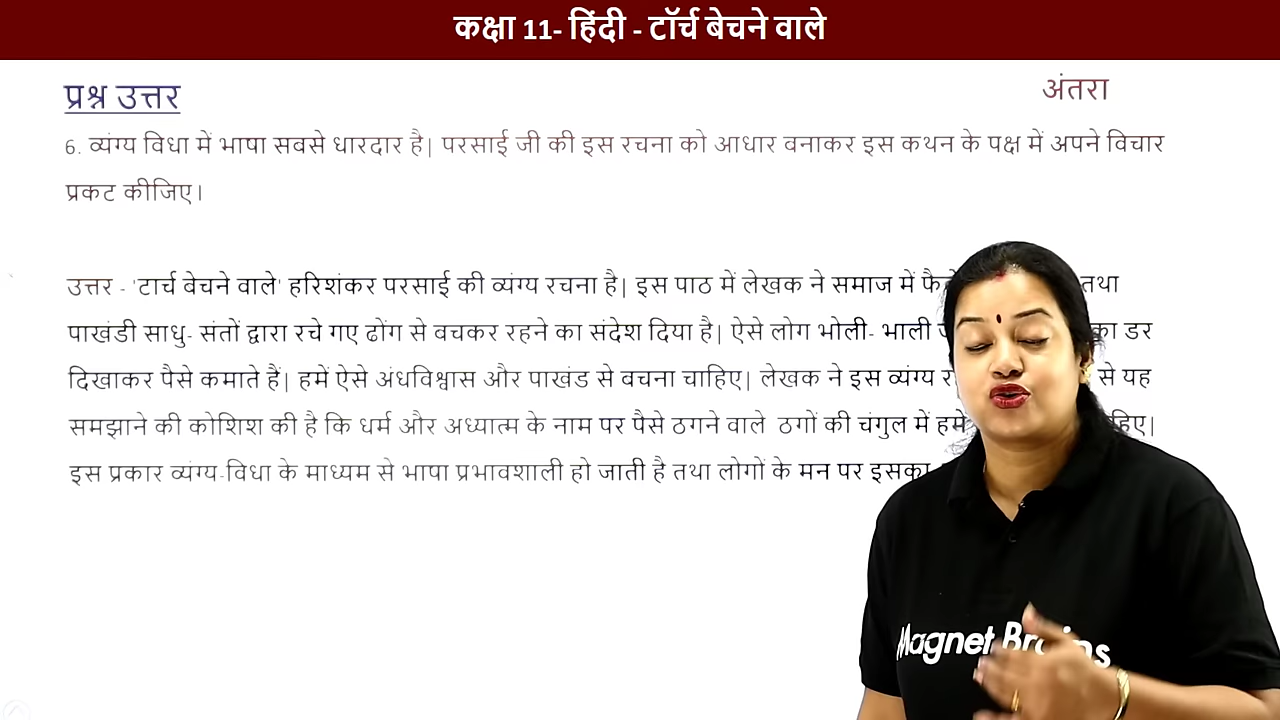 कक्षा 11- हिंदी - टॉर्च बेचने वाले
प्रश्न उत्तर
अंतरा
6. व्यंग्य विधा में भाषा सबसे धारदार है| परसाई जी की इस रचना को आधार बनाकर इस कथन के पक्ष में अपने विचार
प्रकट कीजिए।
उत्तर - 'टार्च बेचने वाले' हरिशंकर परसाई की व्यंग्य रचना है| इस पाठ में लेखक ने समाज में तथा
पाखंडी साधु- संतों द्वारा रचे गए ढोंग से बचकर रहने का संदेश दिया है| ऐसे लोग भोली- भाली का डर
दिखाकर पैसे कमाते हैं| हमें ऐसे अंधविश्वास और पाखंड से बचना चाहिए| लेखक ने इस व्यंग्य से यह
समझाने की कोशिश की है कि धर्म और अध्यात्म के नाम पर पैसे ठगने वाले ठगों की चंगुल में हमें
इस प्रकार व्यंग्य-विधा के माध्यम से भाषा प्रभावशाली हो जाती है तथा लोगों के मन पर इसका
Magnet Brains